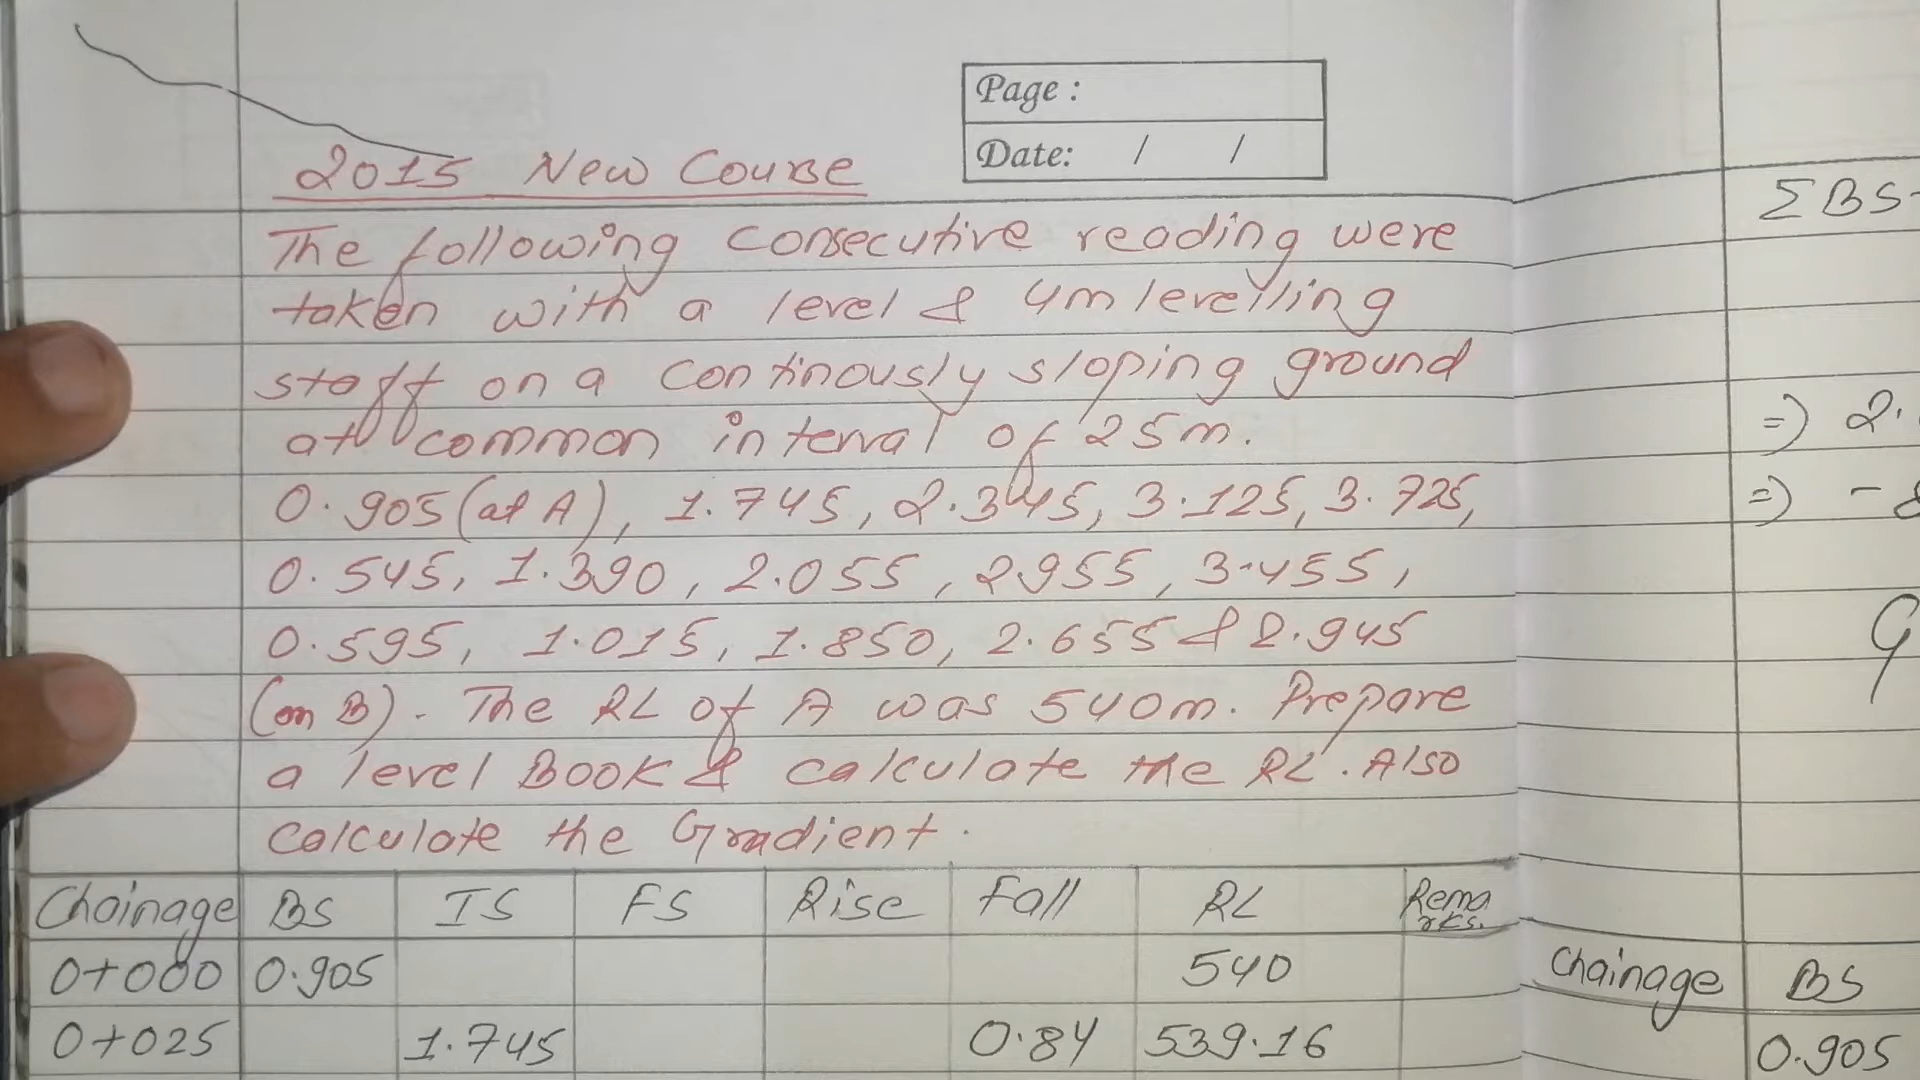 Page :
Date: / /
2015 New Course
The following consecutive reading were
taken with a level & 4m levelling
staff on a continously sloping ground
at common interval of 25m.
0.905 (at A), 1.745, 2.345, 3.125, 3.725,
0.545, 1.390, 2.055, 2955, 3.455,
0.595, 1.015, 1.850, 2.655 & 2.945
(on B). The RL of A was 540m. Prepare
a level Book & calculate the RL. Also
calculate the Gradient.
Chainage BS IS FS Rise Fall RL Remarks.
0+000 0.905 540
0+025 1.745 0.84 539.16
ΣBS-
=) 2.
=) -
Chainage BS
0.905